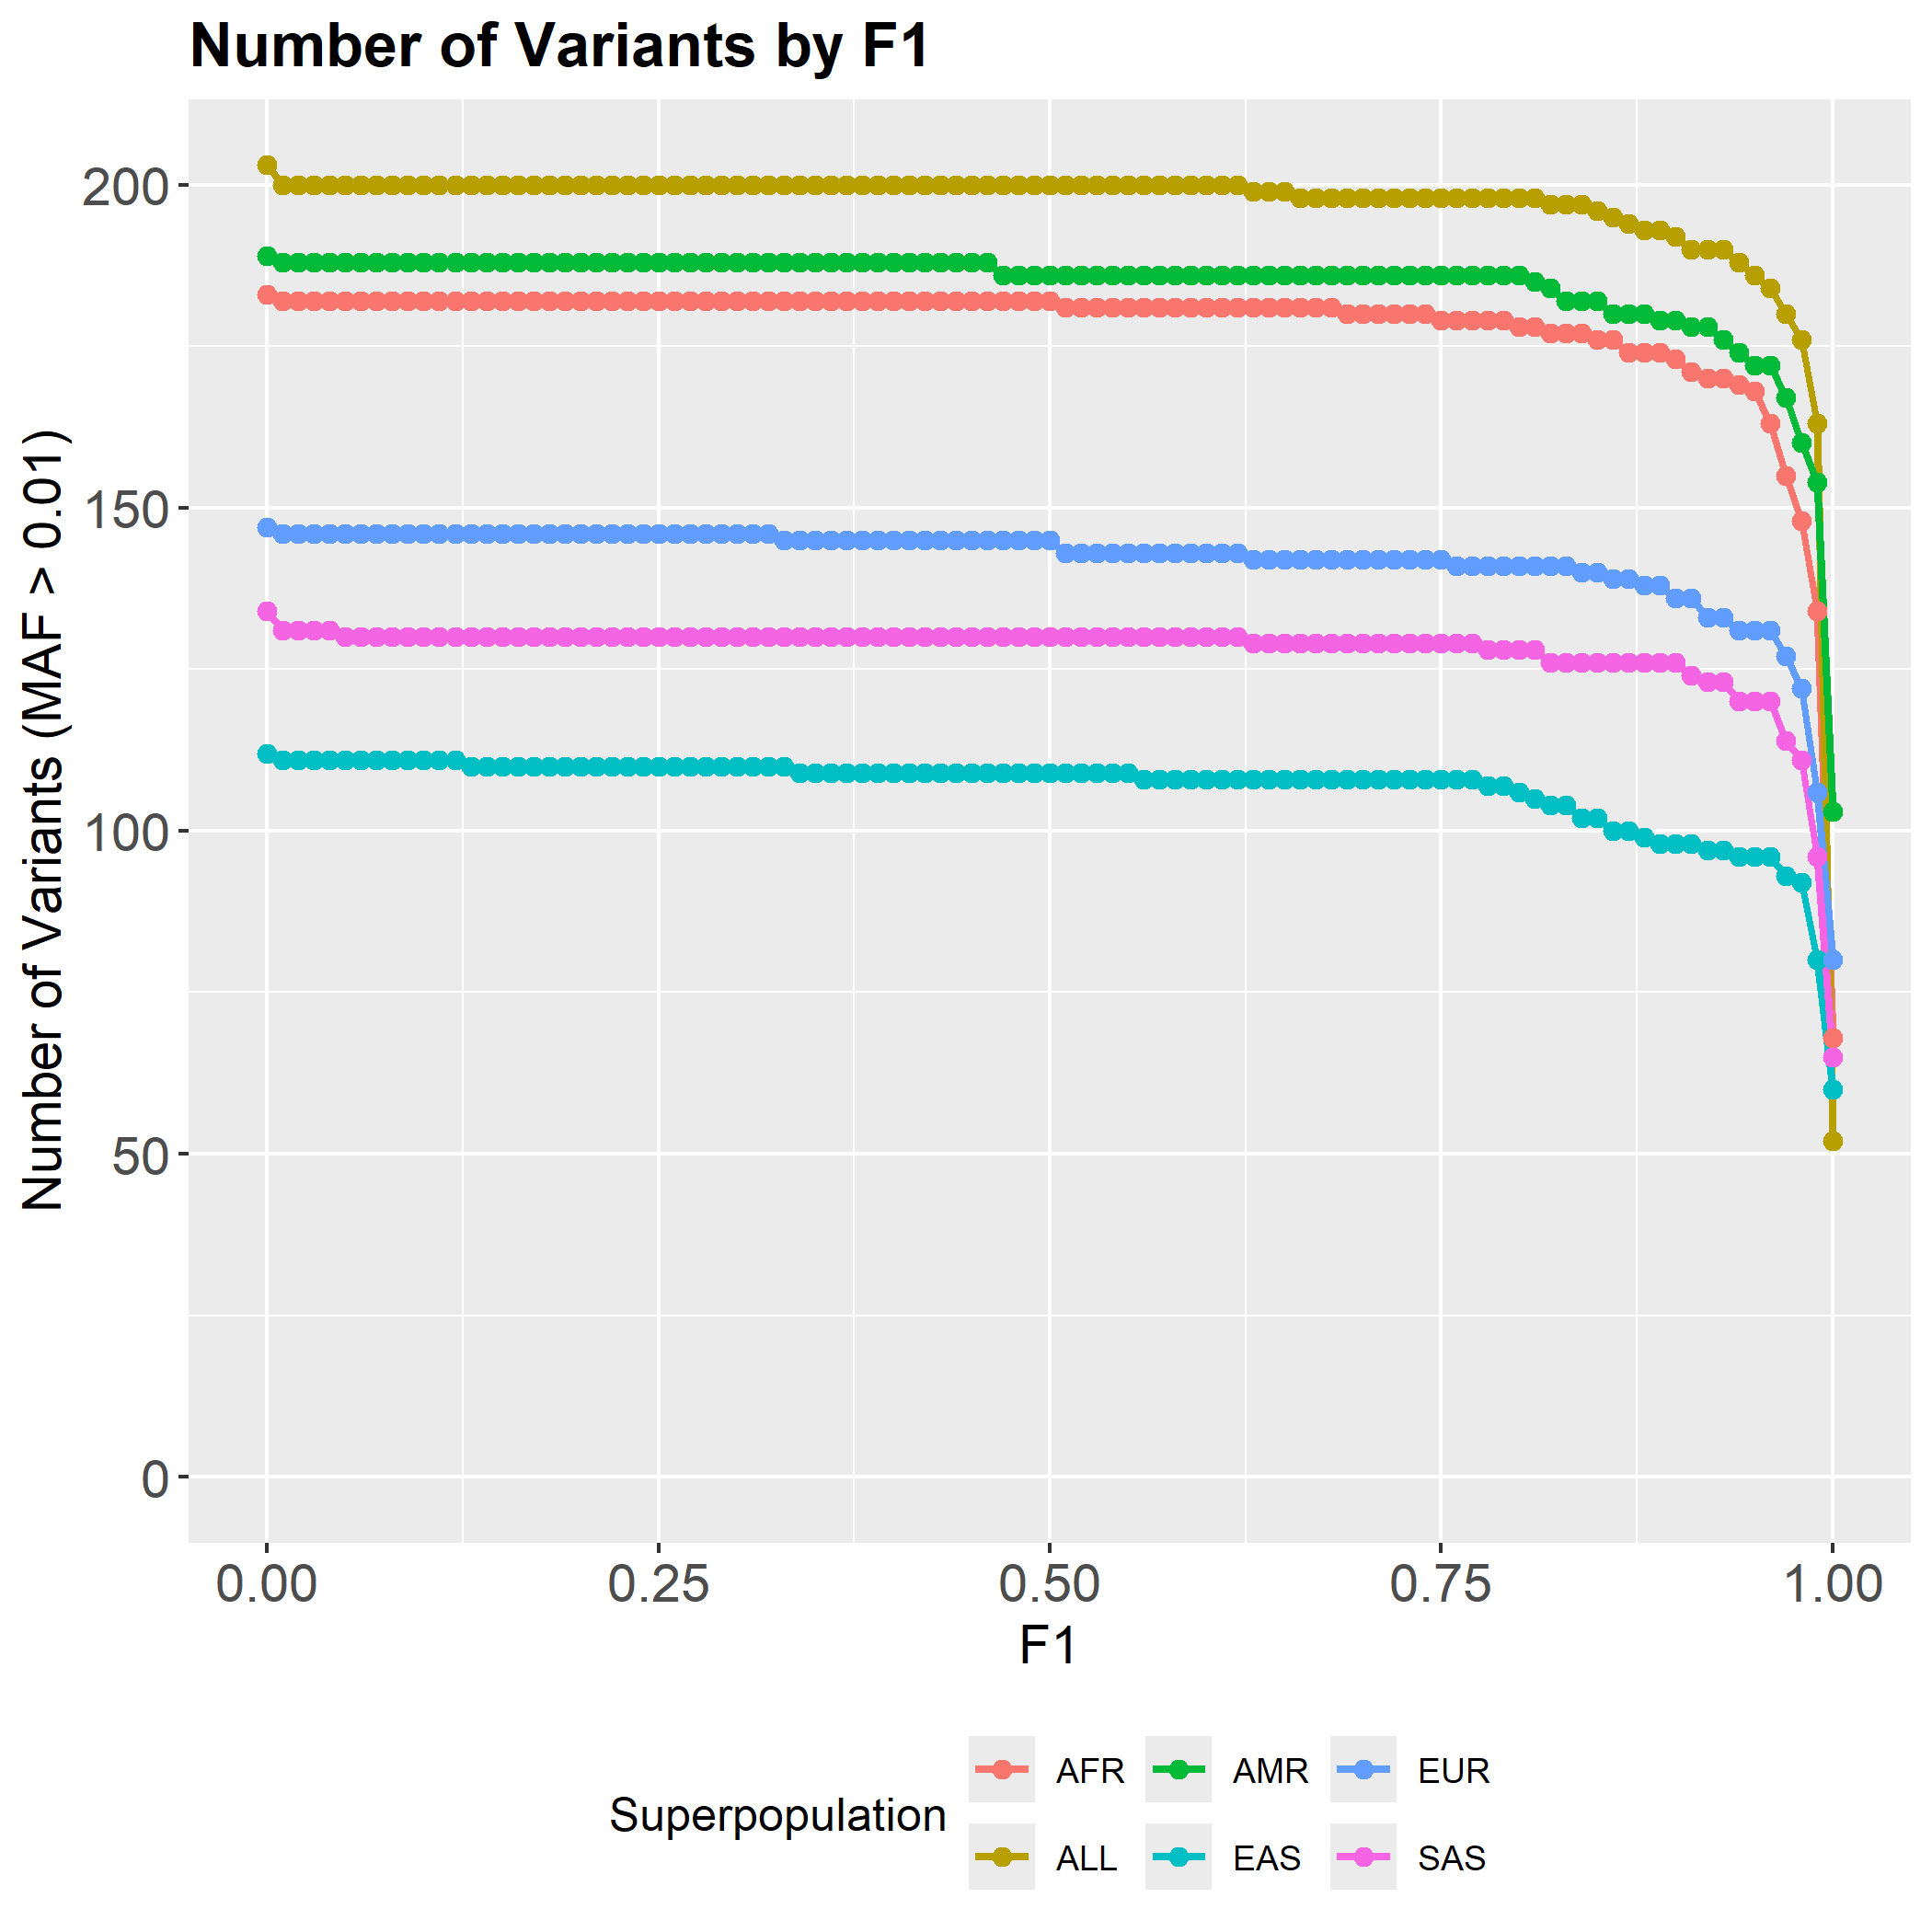 Number of Variants by F1
Number of Variants (MAF > 0.01)
200
150
100
50
0
0.00 0.25 0.50 0.75 1.00
F1
Superpopulation
AFR AMR EUR
ALL EAS SAS